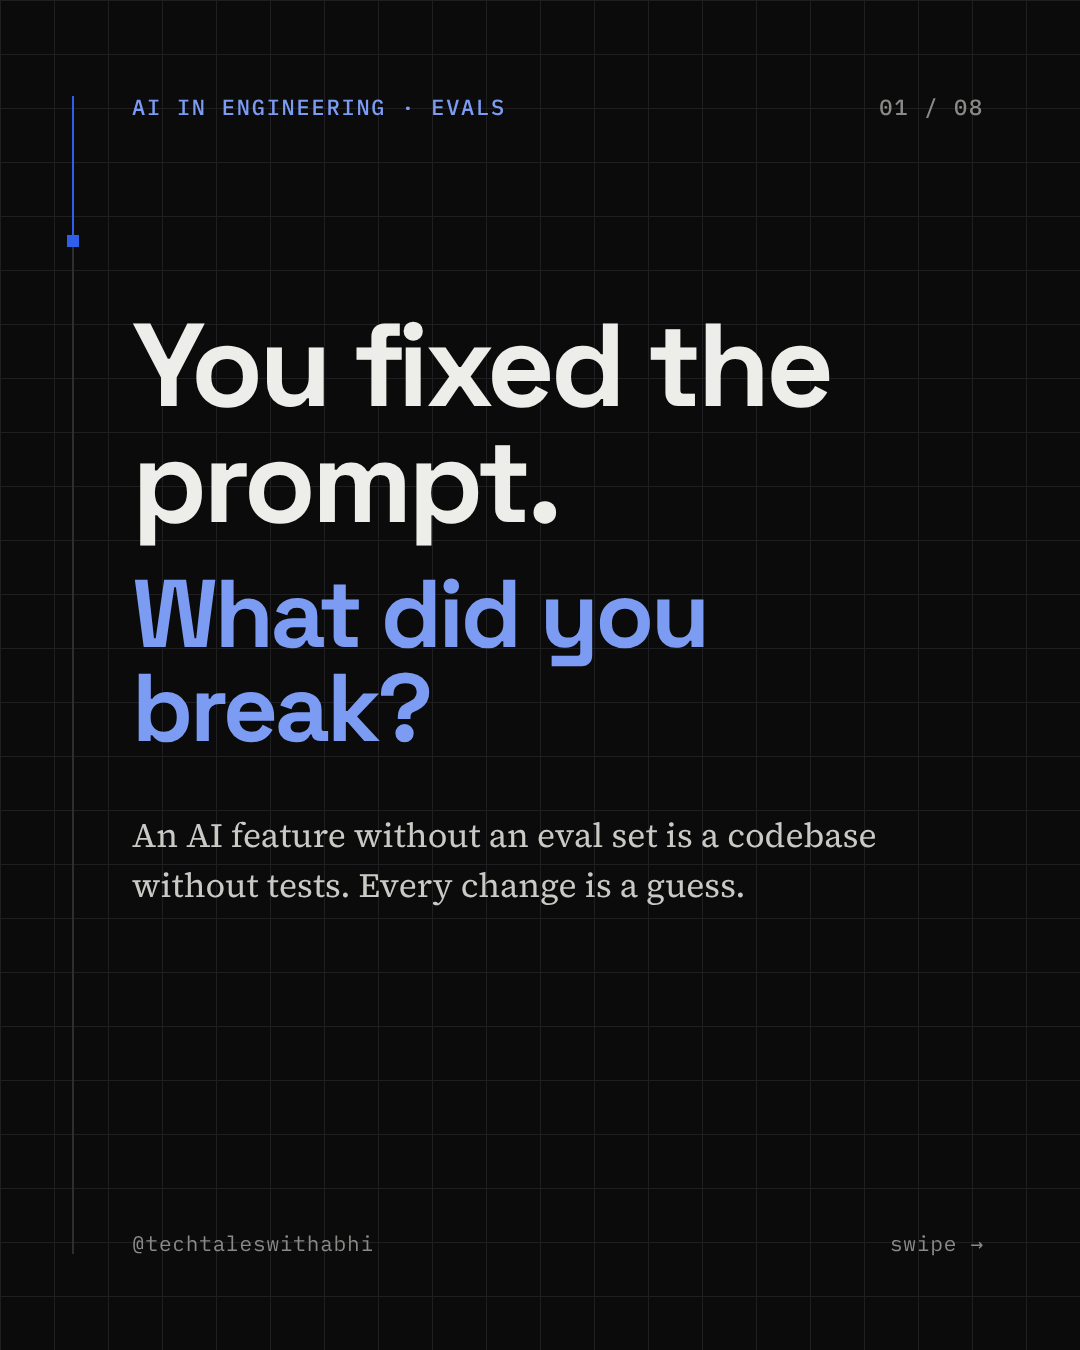 AI IN ENGINEERING · EVALS
01 / 08
You fixed the
prompt.
What did you
break?
An AI feature without an eval set is a codebase
without tests. Every change is a guess.
@techtaleswithabhi
swipe →